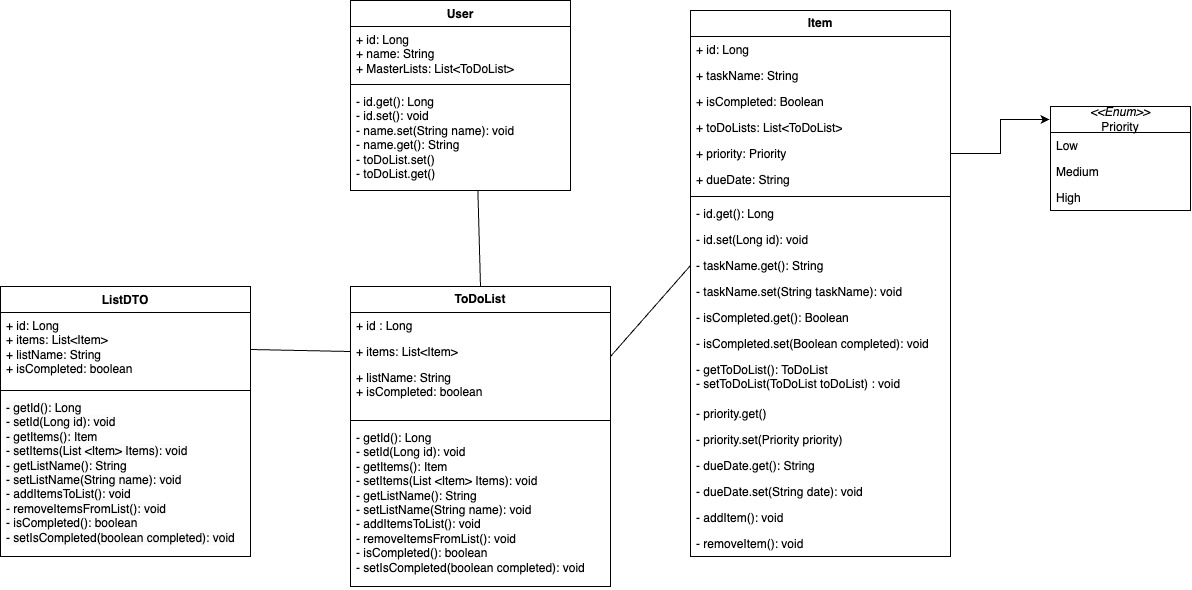 User
+ id: Long
+ name: String
+ MasterLists: List<ToDoList>
- id.get(): Long
- id.set(): void
- name.set(String name): void
- name.get(): String
- toDoList.set()
- toDoList.get()
Item
+ id: Long
+ taskName: String
+ isCompleted: Boolean
+ toDoLists: List<ToDoList>
+ priority: Priority
+ dueDate: String
- id.get(): Long
- id.set(Long id): void
- taskName.get(): String
- taskName.set(String taskName): void
- isCompleted.get(): Boolean
- isCompleted.set(Boolean completed): void
- getToDoList(): ToDoList
- setToDoList(ToDoList toDoList) : void
- priority.get()
- priority.set(Priority priority)
- dueDate.get(): String
- dueDate.set(String date): void
- addItem(): void
- removeItem(): void
<<Enum>>
Priority
Low
Medium
High
ListDTO
+ id: Long
+ items: List<Item>
+ listName: String
+ isCompleted: boolean
- getId(): Long
- setId(Long id): void
- getItems(): Item
- setItems(List <Item> Items): void
- getListName(): String
- setListName(String name): void
- addItemsToList(): void
- removeItemsFromList(): void
- isCompleted(): boolean
- setIsCompleted(boolean completed): void
ToDoList
+ id : Long
+ items: List<Item>
+ listName: String
+ isCompleted: boolean
- getId(): Long
- setId(Long id): void
- getItems(): Item
- setItems(List <Item> Items): void
- getListName(): String
- setListName(String name): void
- addItemsToList(): void
- removeItemsFromList(): void
- isCompleted(): boolean
- setIsCompleted(boolean completed): void